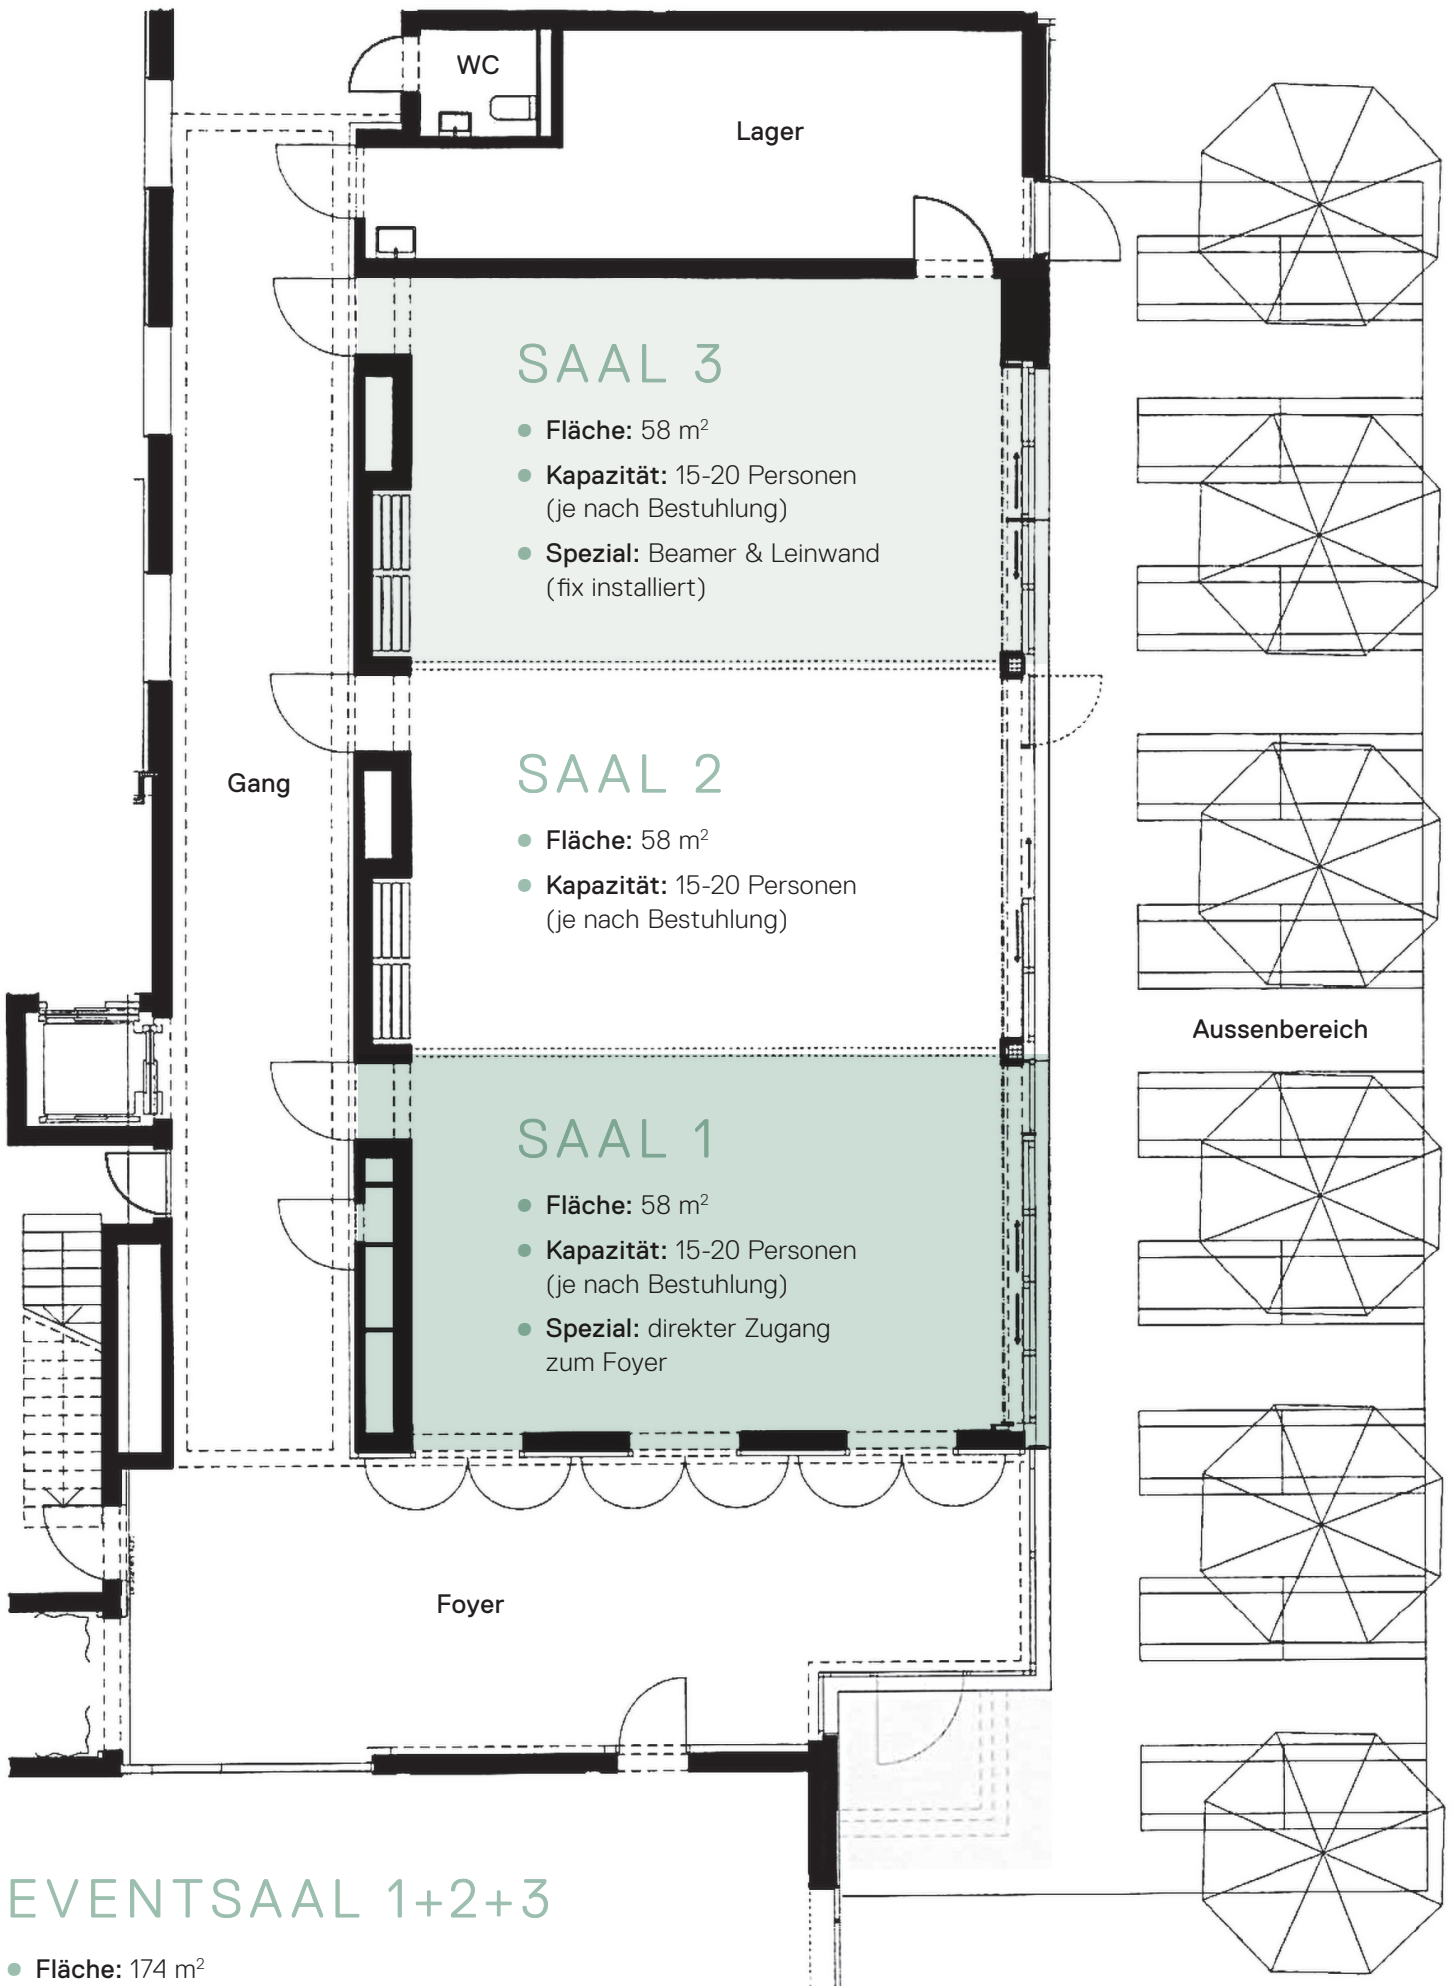 WC
Lager
SAAL 3
• Fläche: 58 m²
• Kapazität: 15-20 Personen
(je nach Bestuhlung)
• Spezial: Beamer & Leinwand
(fix installiert)
Gang
SAAL 2
• Fläche: 58 m²
• Kapazität: 15-20 Personen
(je nach Bestuhlung)
Aussenbereich
SAAL 1
• Fläche: 58 m²
• Kapazität: 15-20 Personen
(je nach Bestuhlung)
• Spezial: direkter Zugang
zum Foyer
Foyer
EVENTSAAL 1+2+3
• Fläche: 174 m²